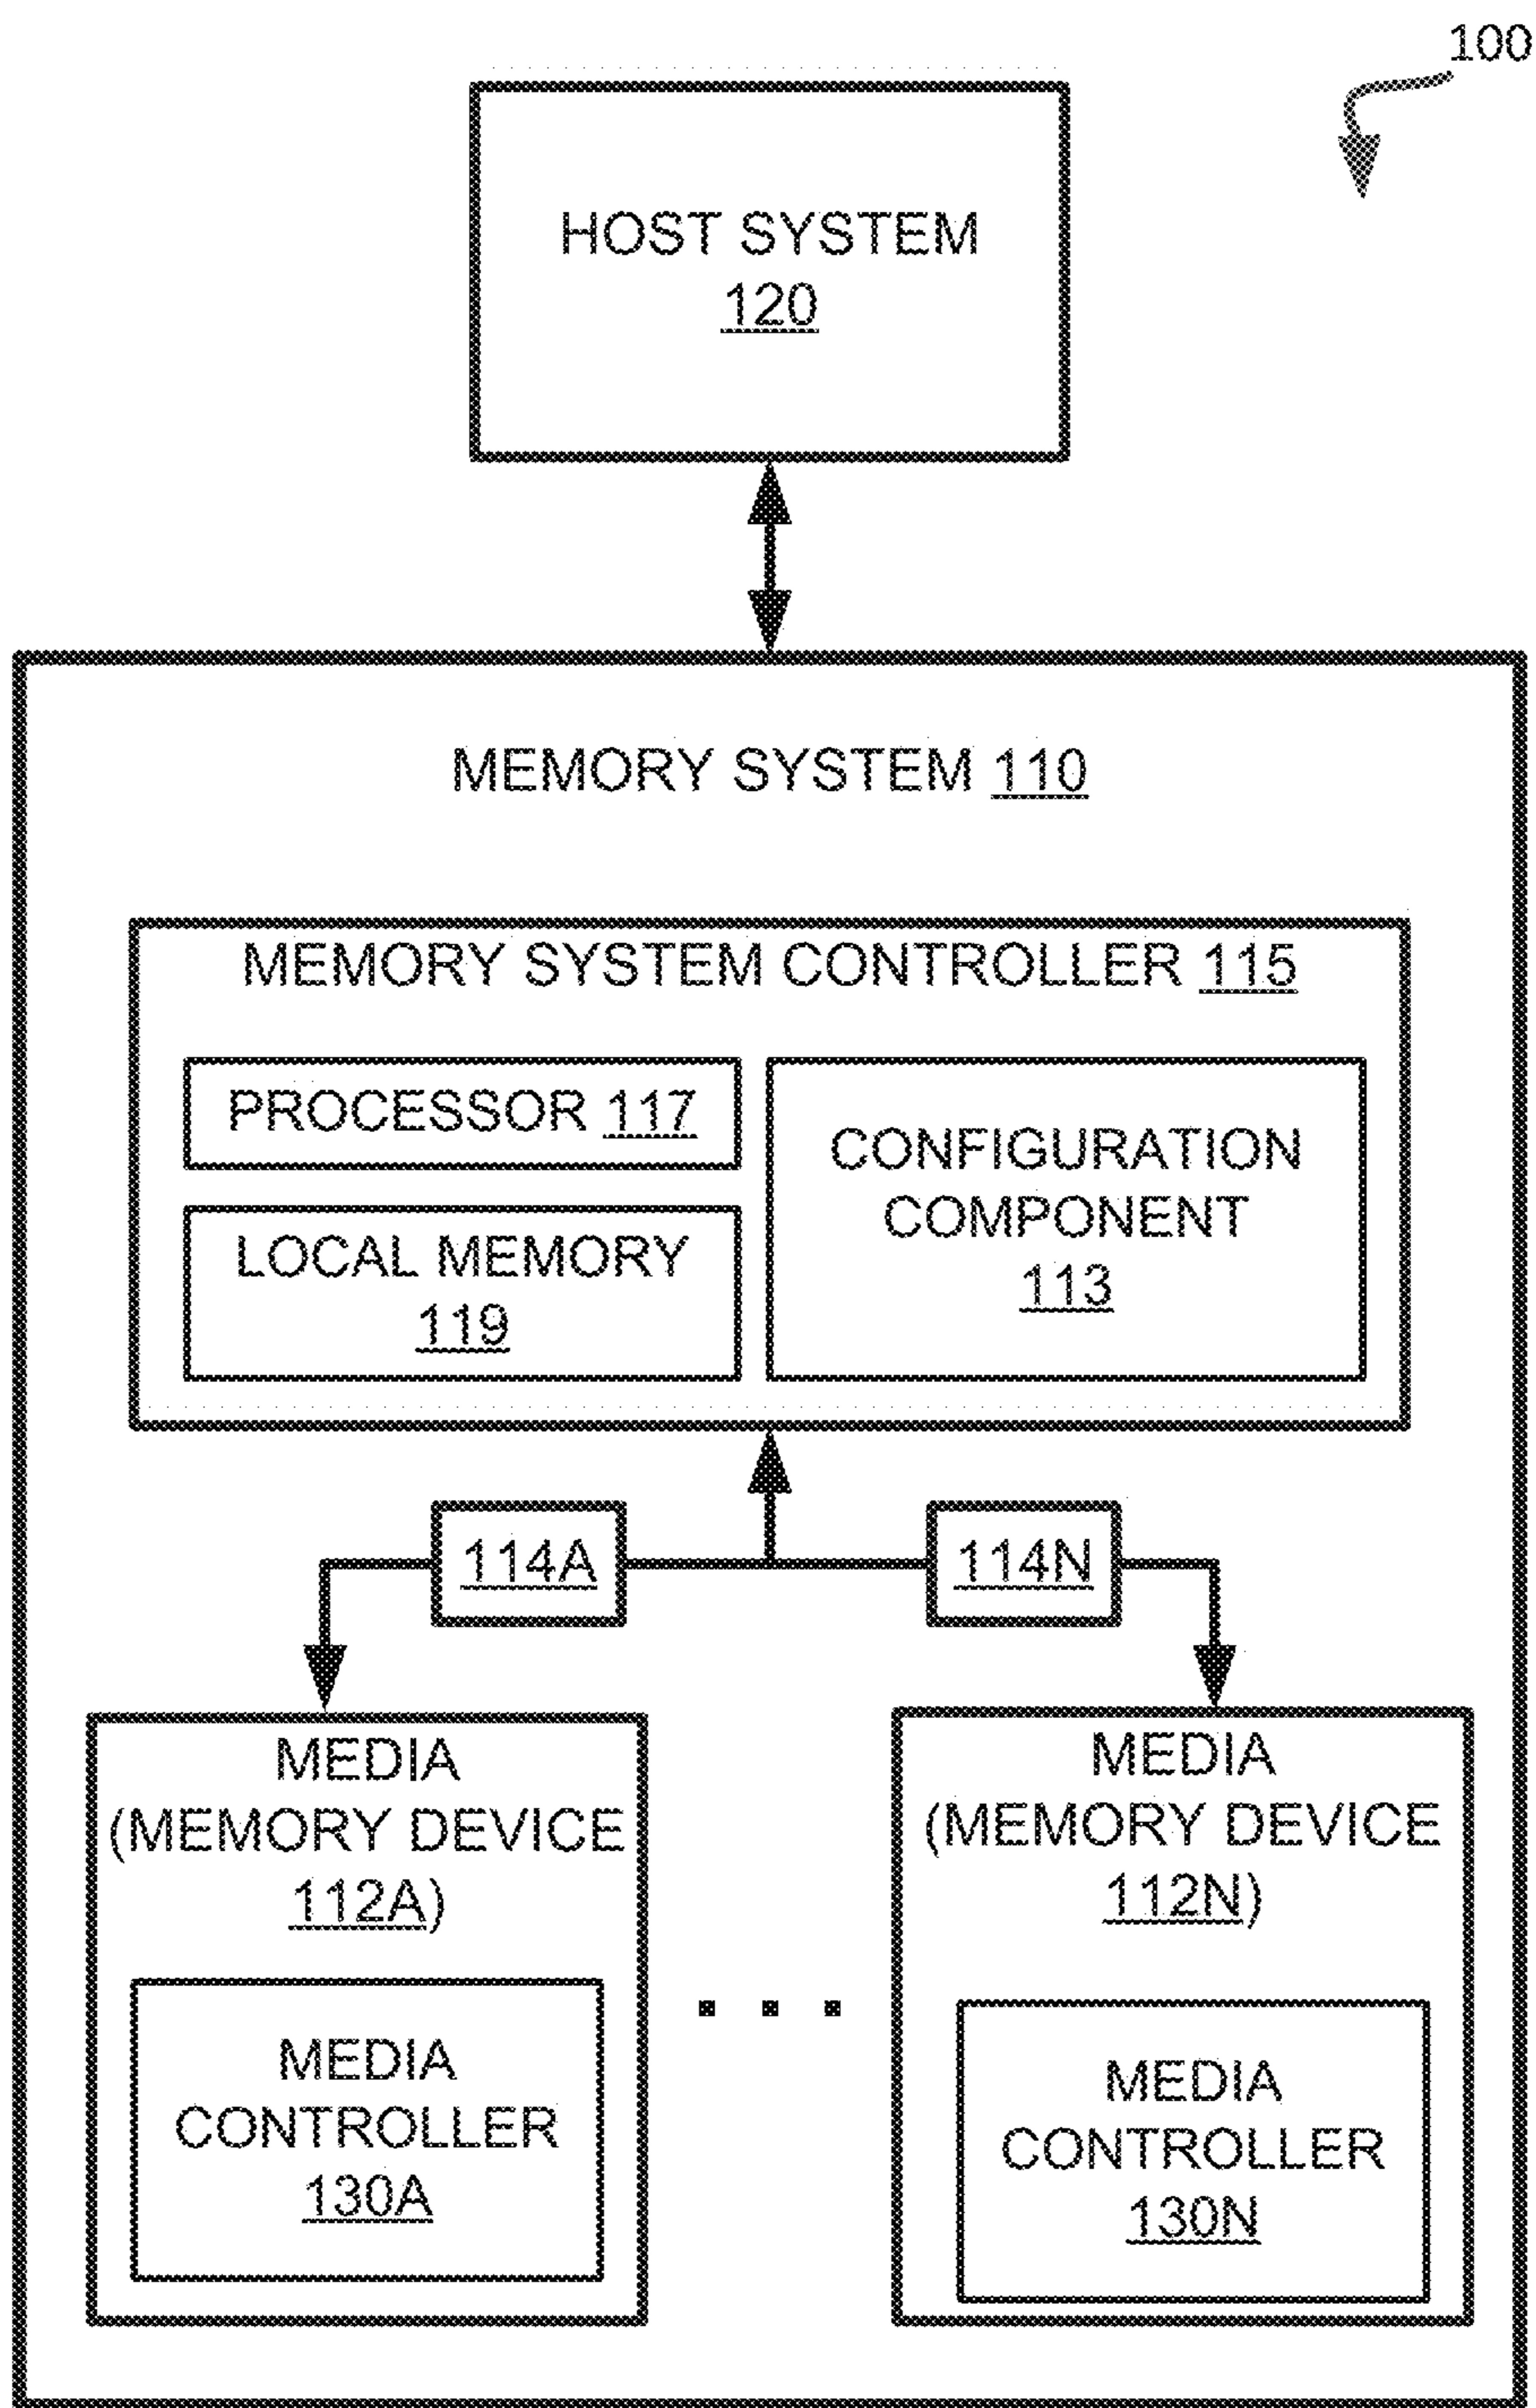 100
HOST SYSTEM
120
MEMORY SYSTEM 110
MEMORY SYSTEM CONTROLLER 115
PROCESSOR 117
LOCAL MEMORY
119
CONFIGURATION
COMPONENT
113
114A
114N
MEDIA
(MEMORY DEVICE
112A)
MEDIA
CONTROLLER
130A
MEDIA
(MEMORY DEVICE
112N)
MEDIA
CONTROLLER
130N